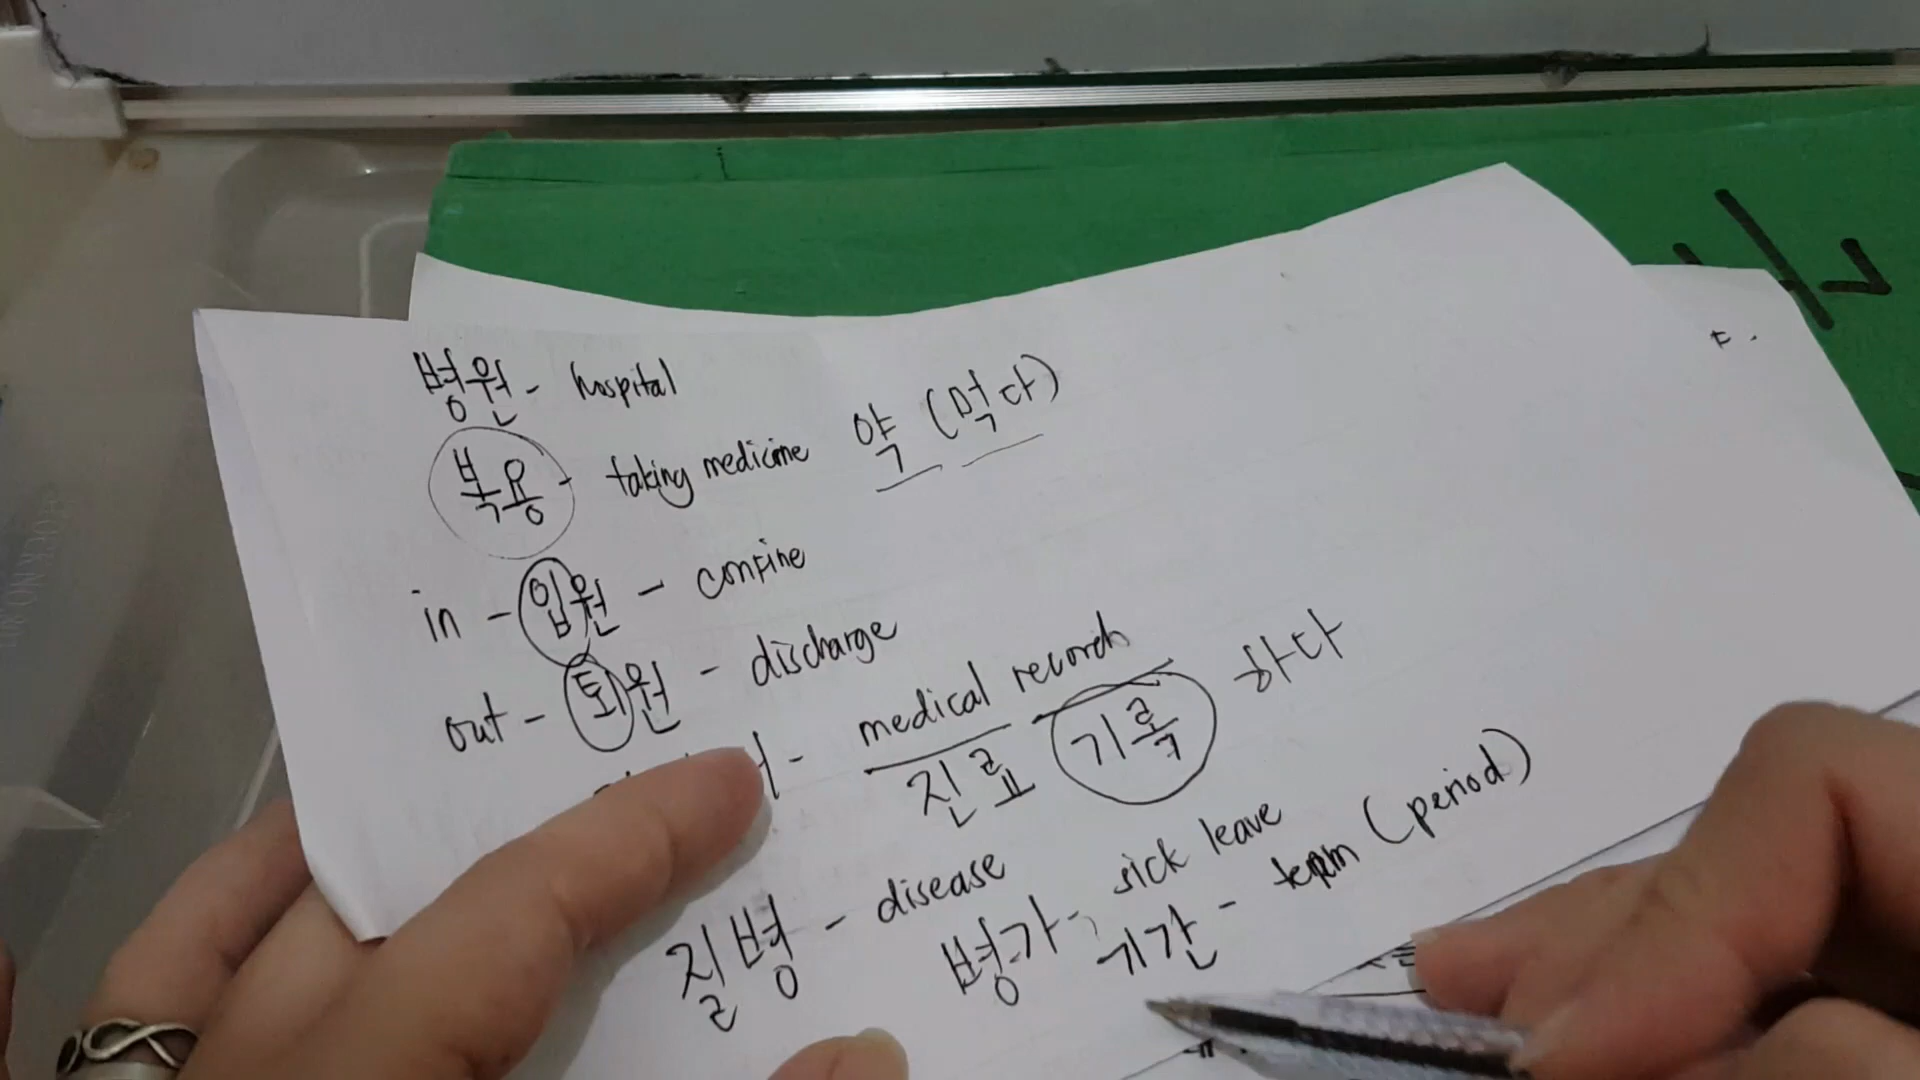 병원 - hospital
복용 - taking medicine 약 (먹다)
in - 입원 - confine
out - 퇴원 - discharge
- medical records
진료 기록 하다
질병 - disease
병가 - sick leave
기간 - term (period)